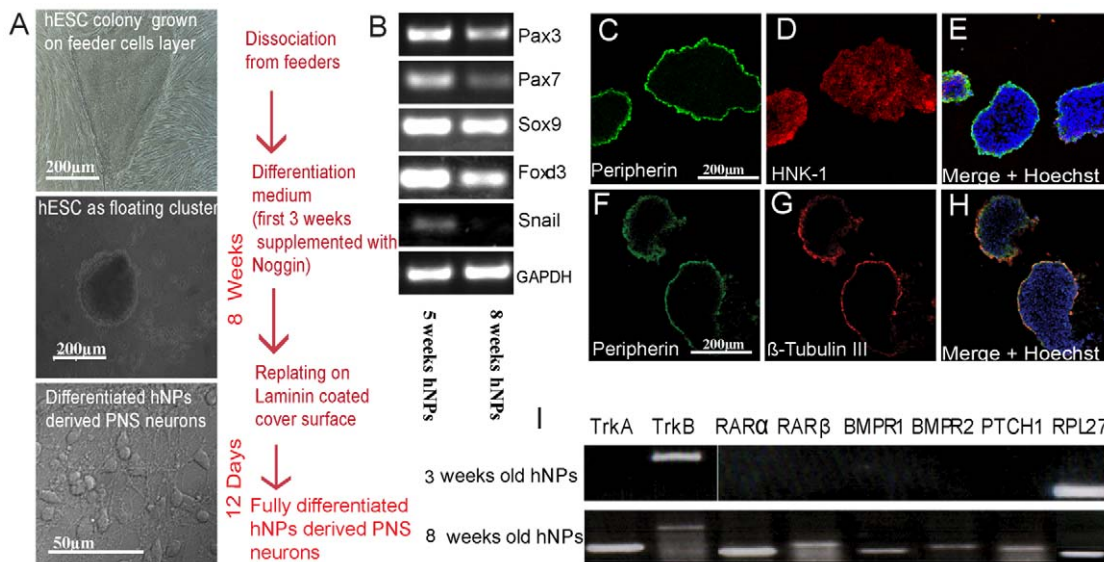 A
hESC colony grown
on feeder cells layer
200µm
hESC as floating cluster
200µm
Differentiated hNPs
derived PNS neurons
50µm
Dissociation
from feeders
Differentiation
medium
(first 3 weeks
supplemented with
Noggin)
8 Weeks
Replating on
Laminin coated
cover surface
12 Days
Fully differentiated
hNPs derived PNS
neurons
B
Pax3
Pax7
Sox9
Foxd3
Snail
GAPDH
5 weeks hNPs
8 weeks hNPs
C
Peripherin
200µm
D
HNK-1
E
Merge + Hoechst
F
Peripherin
200µm
G
ß-Tubulin III
H
Merge + Hoechst
I
TrkA TrkB RARα RARβ BMPR1 BMPR2 PTCH1 RPL27
3 weeks old hNPs
8 weeks old hNPs